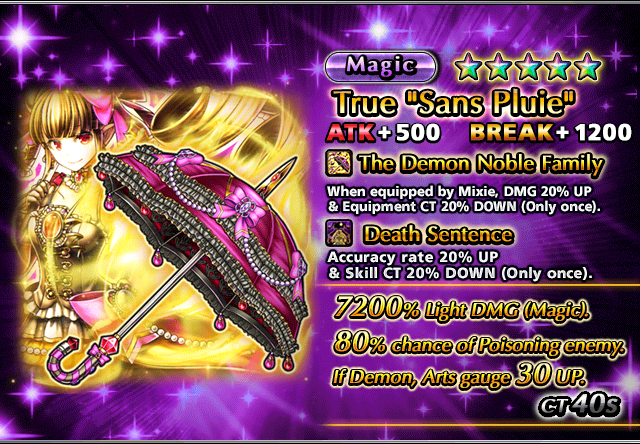 Magic
True "Sans Pluie"
ATK+500 BREAK+1200
The Demon Noble Family
When equipped by Mixie, DMG 20% UP
& Equipment CT 20% DOWN (Only once).
Death Sentence
Accuracy rate 20% UP
& Skill CT 20% DOWN (Only once).
7200% Light DMG (Magic).
80% chance of Poisoning enemy.
If Demon, Arts gauge 30 UP.
CT 40s